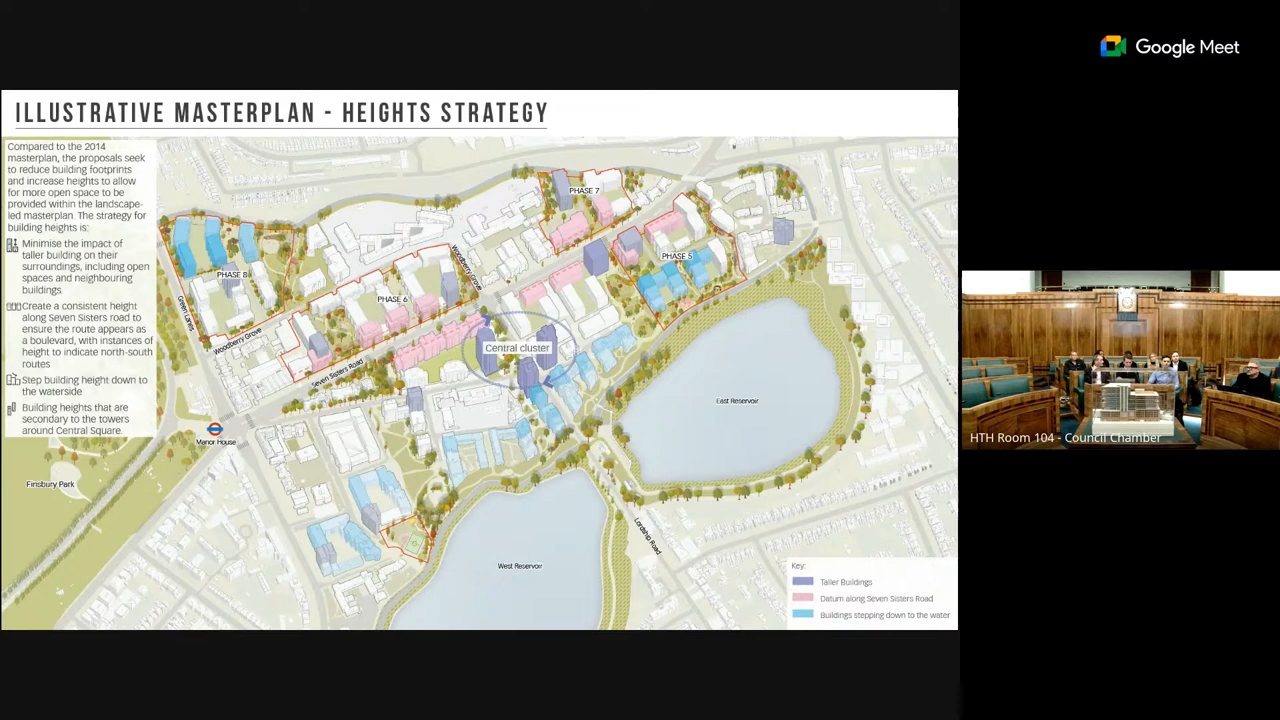 Google Meet
ILLUSTRATIVE MASTERPLAN - HEIGHTS STRATEGY
Compared to the 2014
masterplan, the proposals seek
to reduce building footprints
and increase heights to allow
for more open space to be
provided within the landscape-
led masterplan. The strategy for
building heights is:
Minimise the impact of
taller building on their
surroundings, including open
spaces and neighbouring
buildings.
Create a consistent height
along Seven Sisters road to
ensure the route appears as
a boulevard, with instances of
height to indicate north-south
routes
Step building height down to
the waterside
Building heights that are
secondary to the towers
around Central Square.
PHASE 7
PHASE 5
PHASE 8
PHASE 6
Woodberry Grove
Green Lanes
Woodberry Grove
Seven Sisters Road
Central cluster
East Reservoir
Manor House
Finsbury Park
Lordship Road
West Reservoir
Key:
Taller Buildings
Datum along Seven Sisters Road
Buildings stepping down to the water
HTH Room 104 - Council Chamber